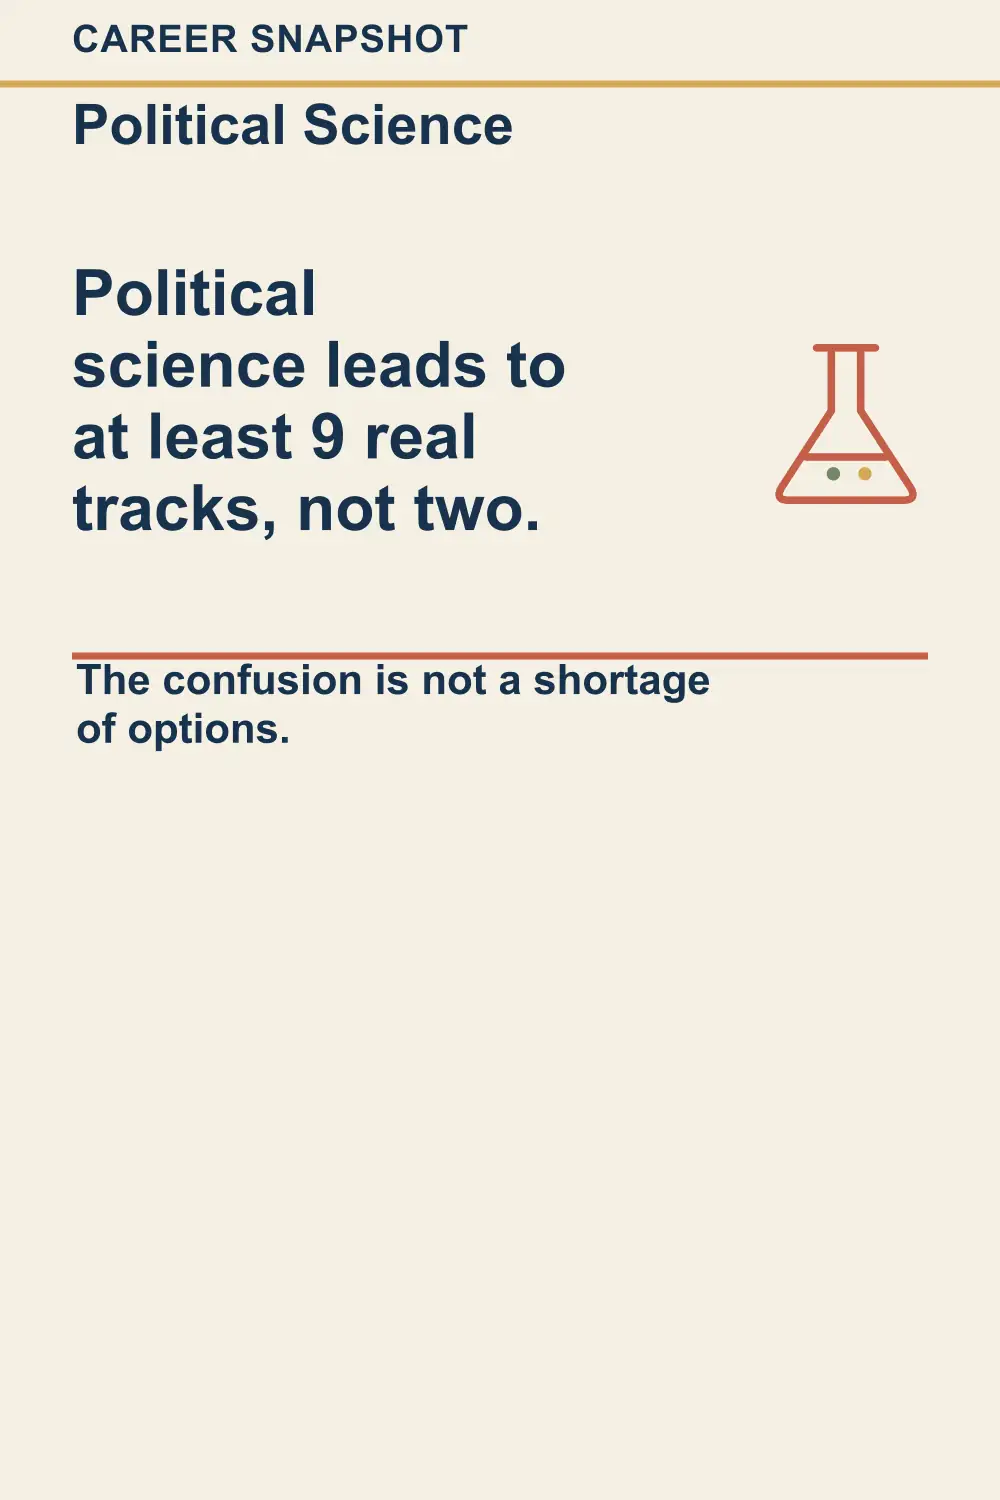 CAREER SNAPSHOT
Political Science
Political
science leads to
at least 9 real
tracks, not two.
The confusion is not a shortage
of options.